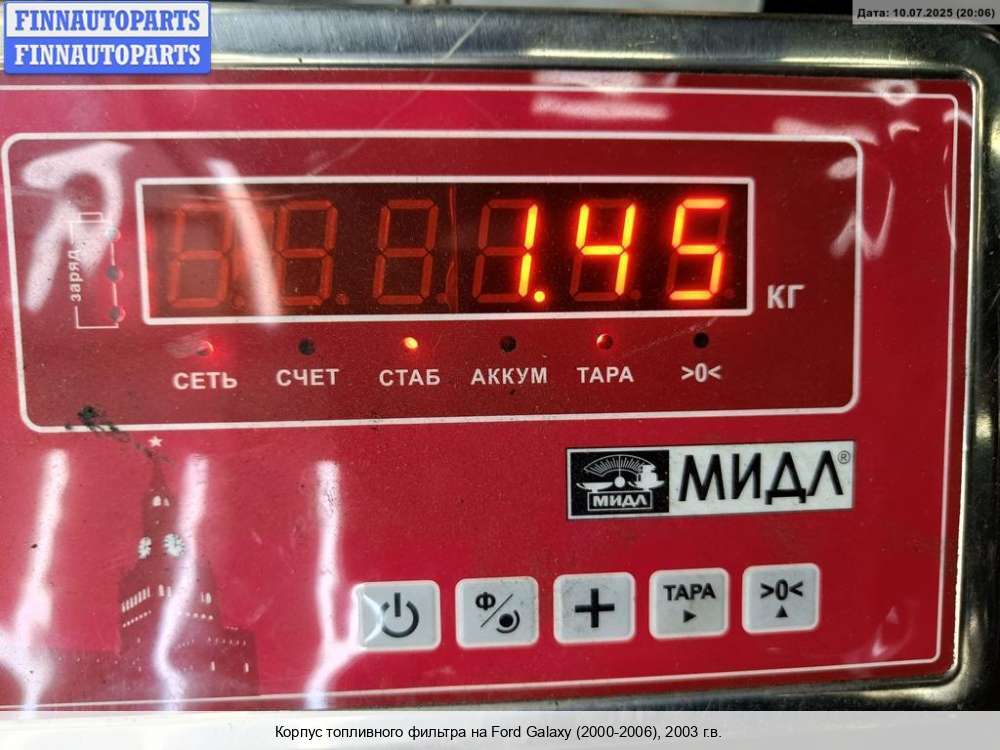 FINNAUTOPARTS
FINNAUTOPARTS
Дата: 10.07.2025 (20:06)
1.45
КГ
заряд
СЕТЬ СЧЕТ СТАБ АККУМ ТАРА >0<
МИДЛ МИДЛ®
Ф ТАРА >0<
Корпус топливного фильтра на Ford Galaxy (2000-2006), 2003 г.в.